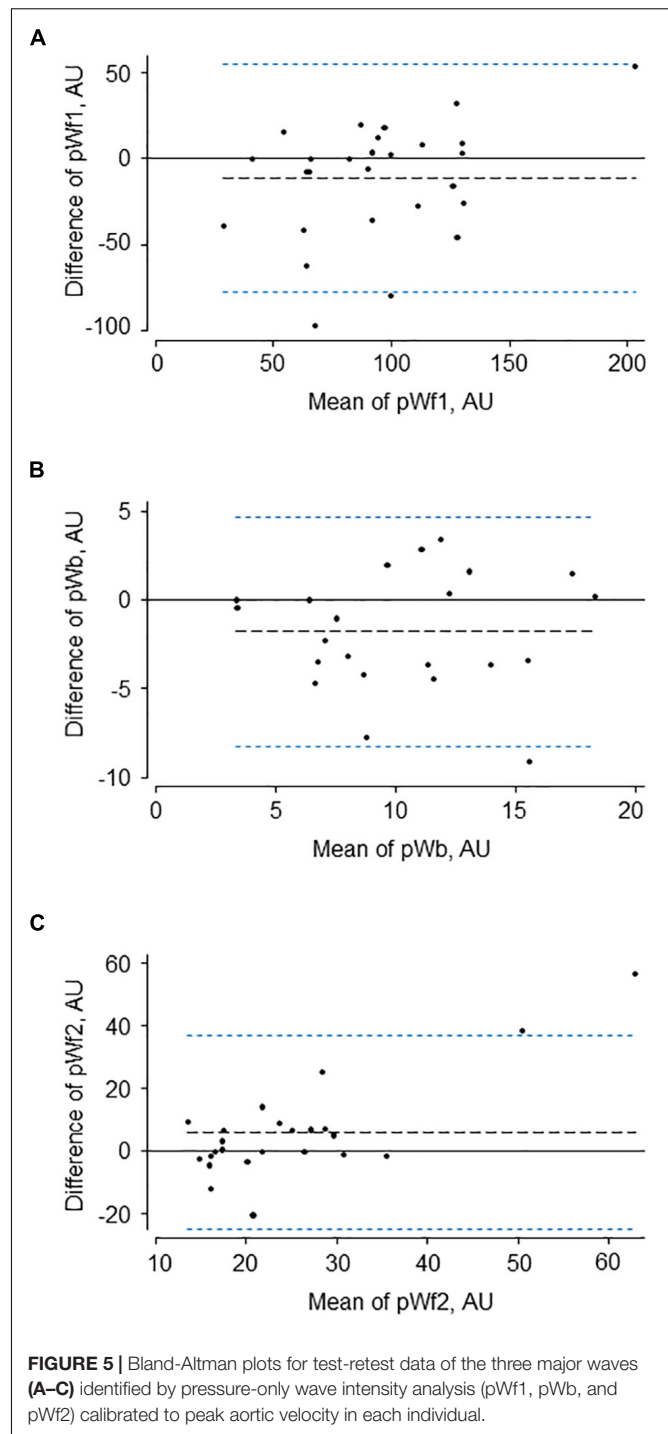 A
50
0
-50
-100
Difference of pWf1, AU
0 50 100 150 200
Mean of pWf1, AU
B
5
0
-5
-10
Difference of pWb, AU
0 5 10 15 20
Mean of pWb, AU
C
60
40
20
0
-20
Difference of pWf2, AU
10 20 30 40 50 60
Mean of pWf2, AU
FIGURE 5 | Bland-Altman plots for test-retest data of the three major waves
(A–C) identified by pressure-only wave intensity analysis (pWf1, pWb, and
pWf2) calibrated to peak aortic velocity in each individual.